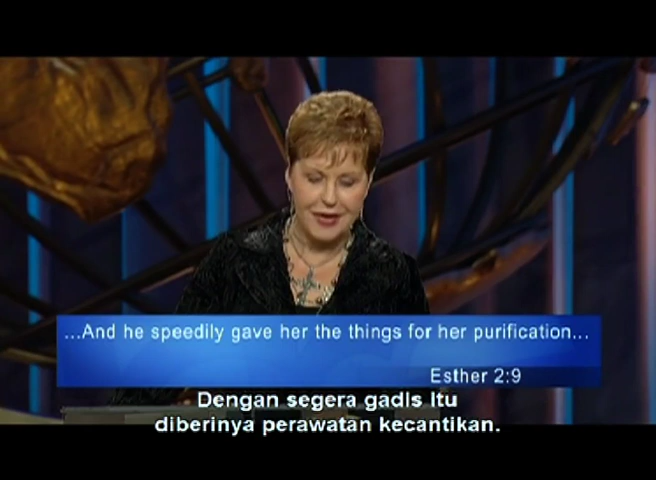 ...And he speedily gave her the things for her purification...
Esther 2:9
Dengan segera gadis itu
diberinya perawatan kecantikan.